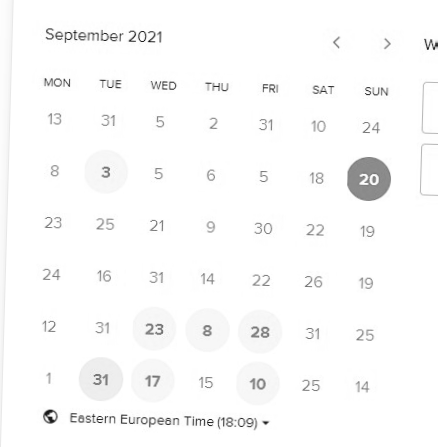 September 2021
MON TUE WED THU FRI SAT SUN
13 31 5 2 31 10 24
8 3 5 6 5 18 20
23 25 21 9 30 22 19
24 16 31 14 22 26 19
12 31 23 8 28 31 25
1 31 17 15 10 25 14
Eastern European Time (18:09)